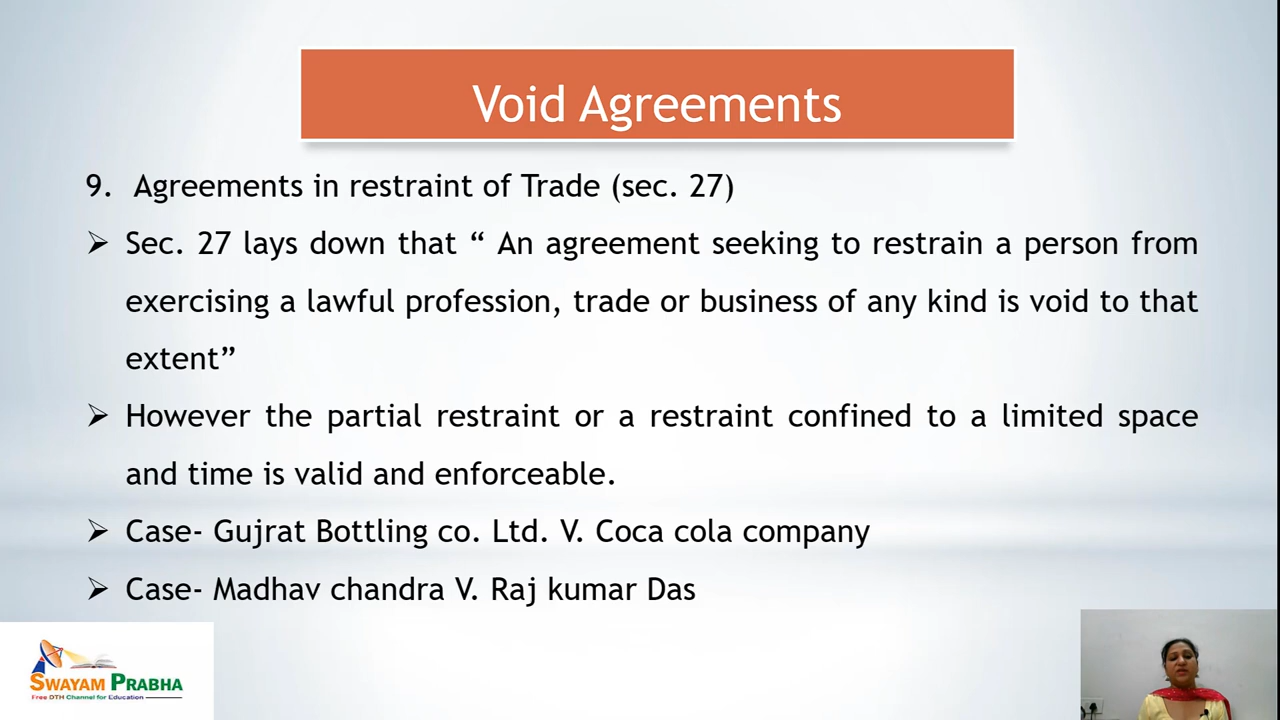 Void Agreements
9. Agreements in restraint of Trade (sec. 27)
➢ Sec. 27 lays down that “ An agreement seeking to restrain a person from
exercising a lawful profession, trade or business of any kind is void to that
extent”
➢ However the partial restraint or a restraint confined to a limited space
and time is valid and enforceable.
➢ Case- Gujrat Bottling co. Ltd. V. Coca cola company
➢ Case- Madhav chandra V. Raj kumar Das
SWAYAM PRABHA
Free DTH Channel for Education